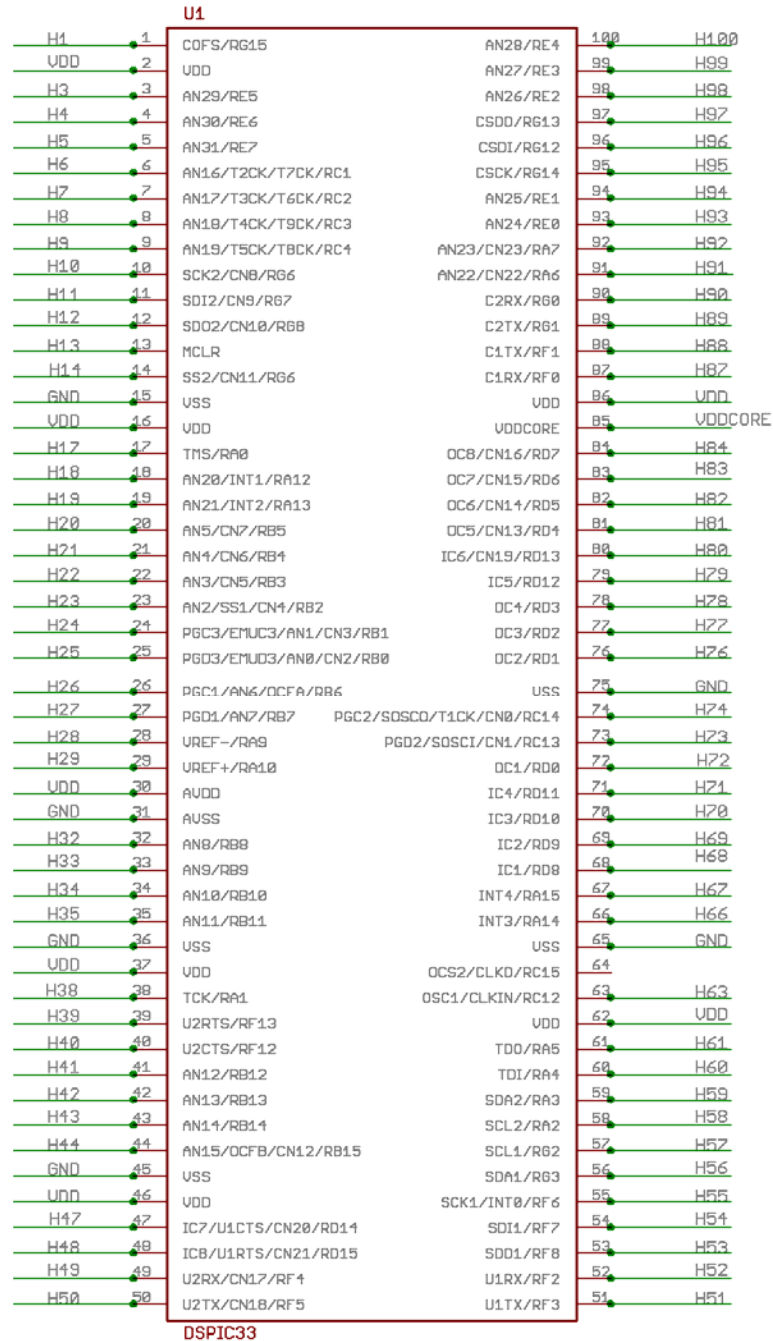 U1
H1 1 COFS/RG15 AN28/RE4 100 H100
VDD 2 VDD AN27/RE3 99 H99
H3 3 AN29/RE5 AN26/RE2 98 H98
H4 4 AN30/RE6 CSDO/RG13 97 H97
H5 5 AN31/RE7 CSDI/RG12 96 H96
H6 6 AN16/T2CK/T7CK/RC1 CSCK/RG14 95 H95
H7 7 AN17/T3CK/T6CK/RC2 AN25/RE1 94 H94
H8 8 AN18/T4CK/T9CK/RC3 AN24/RE0 93 H93
H9 9 AN19/T5CK/T8CK/RC4 AN23/CN23/RA7 92 H92
H10 10 SCK2/CN8/RG6 AN22/CN22/RA6 91 H91
H11 11 SDI2/CN9/RG7 C2RX/RG0 90 H90
H12 12 SDO2/CN10/RG8 C2TX/RG1 89 H89
H13 13 MCLR C1TX/RF1 88 H88
H14 14 SS2/CN11/RG6 C1RX/RF0 87 H87
GND 15 VSS VDD 86 VDD
VDD 16 VDD VDDCORE 85 VDDCORE
H17 17 TMS/RA0 OC8/CN16/RD7 84 H84
H18 18 AN20/INT1/RA12 OC7/CN15/RD6 83 H83
H19 19 AN21/INT2/RA13 OC6/CN14/RD5 82 H82
H20 20 AN5/CN7/RB5 OC5/CN13/RD4 81 H81
H21 21 AN4/CN6/RB4 IC6/CN19/RD13 80 H80
H22 22 AN3/CN5/RB3 IC5/RD12 79 H79
H23 23 AN2/SS1/CN4/RB2 OC4/RD3 78 H78
H24 24 PGC3/EMUC3/AN1/CN3/RB1 OC3/RD2 77 H77
H25 25 PGD3/EMUD3/AN0/CN2/RB0 OC2/RD1 76 H76
H26 26 PGC1/AN6/OCFA/RB6 VSS 75 GND
H27 27 PGD1/AN7/RB7 PGC2/SOSCO/T1CK/CN0/RC14 74 H74
H28 28 VREF-/RA9 PGD2/SOSCI/CN1/RC13 73 H73
H29 29 VREF+/RA10 OC1/RD0 72 H72
VDD 30 AVDD IC4/RD11 71 H71
GND 31 AVSS IC3/RD10 70 H70
H32 32 AN8/RB8 IC2/RD9 69 H69
H33 33 AN9/RB9 IC1/RD8 68 H68
H34 34 AN10/RB10 INT4/RA15 67 H67
H35 35 AN11/RB11 INT3/RA14 66 H66
GND 36 VSS VSS 65 GND
VDD 37 VDD OCS2/CLKO/RC15 64
H38 38 TCK/RA1 OSC1/CLKIN/RC12 63 H63
H39 39 U2RTS/RF13 VDD 62 VDD
H40 40 U2CTS/RF12 TDO/RA5 61 H61
H41 41 AN12/RB12 TDI/RA4 60 H60
H42 42 AN13/RB13 SDA2/RA3 59 H59
H43 43 AN14/RB14 SCL2/RA2 58 H58
H44 44 AN15/OCFB/CN12/RB15 SCL1/RG2 57 H57
GND 45 VSS SDA1/RG3 56 H56
VDD 46 VDD SCK1/INT0/RF6 55 H55
H47 47 IC7/U1CTS/CN20/RD14 SDI1/RF7 54 H54
H48 48 IC8/U1RTS/CN21/RD15 SDO1/RF8 53 H53
H49 49 U2RX/CN17/RF4 U1RX/RF2 52 H52
H50 50 U2TX/CN18/RF5 U1TX/RF3 51 H51
DSPIC33